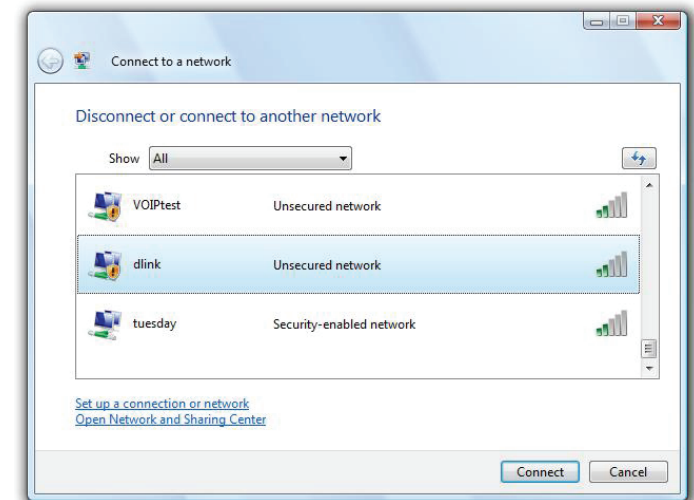 Connect to a network
Disconnect or connect to another network
Show All
VOIPtest Unsecured network
dlink Unsecured network
tuesday Security-enabled network
Set up a connection or network
Open Network and Sharing Center
Connect Cancel